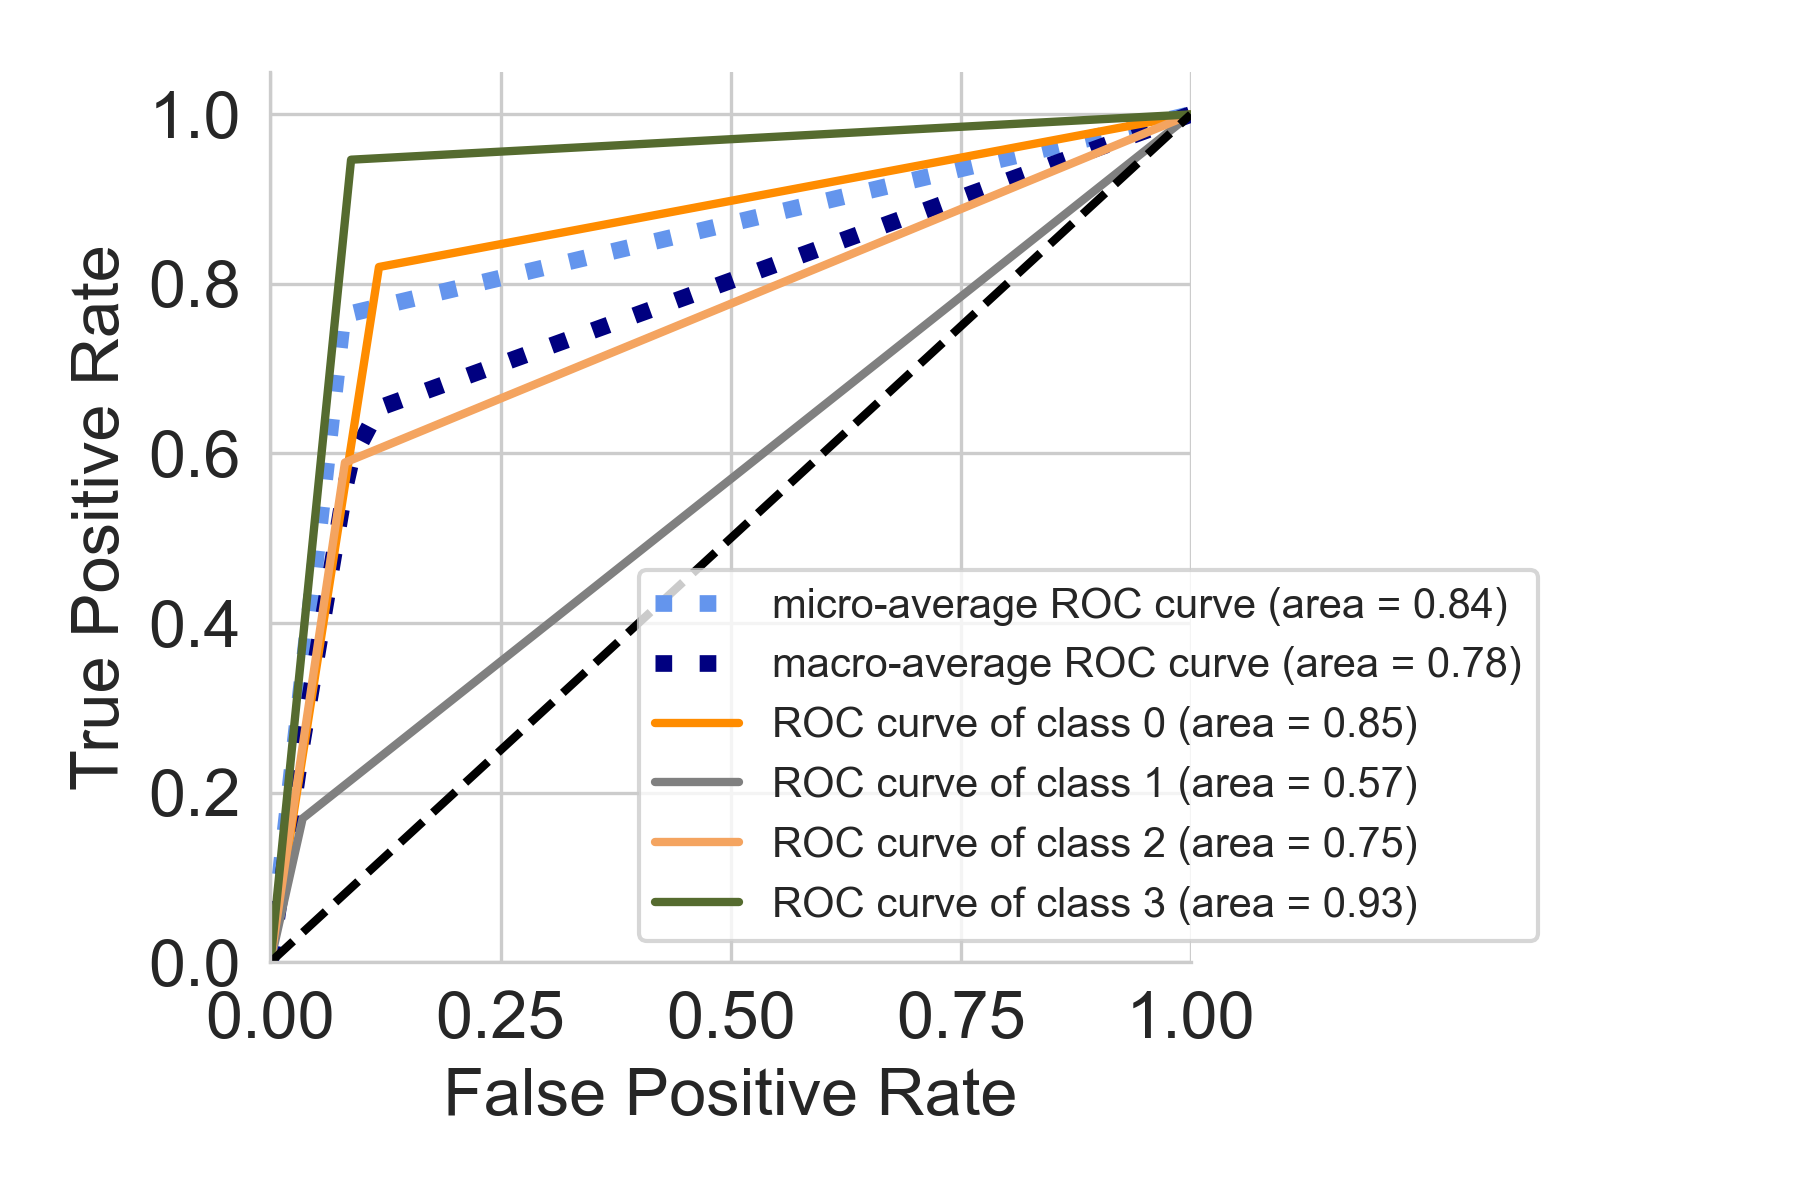 1.0
0.8
0.6
0.4
0.2
0.0
True Positive Rate
micro-average ROC curve (area = 0.84)
macro-average ROC curve (area = 0.78)
ROC curve of class 0 (area = 0.85)
ROC curve of class 1 (area = 0.57)
ROC curve of class 2 (area = 0.75)
ROC curve of class 3 (area = 0.93)
0.00 0.25 0.50 0.75 1.00
False Positive Rate